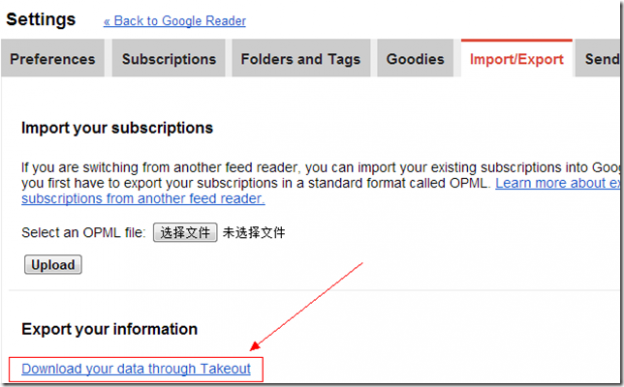 Settings « Back to Google Reader
Preferences Subscriptions Folders and Tags Goodies Import/Export Send
Import your subscriptions
If you are switching from another feed reader, you can import your existing subscriptions into Goog
you first have to export your subscriptions in a standard format called OPML. Learn more about ex
subscriptions from another feed reader.
Select an OPML file: 选择文件 未选择文件
Upload
Export your information
Download your data through Takeout